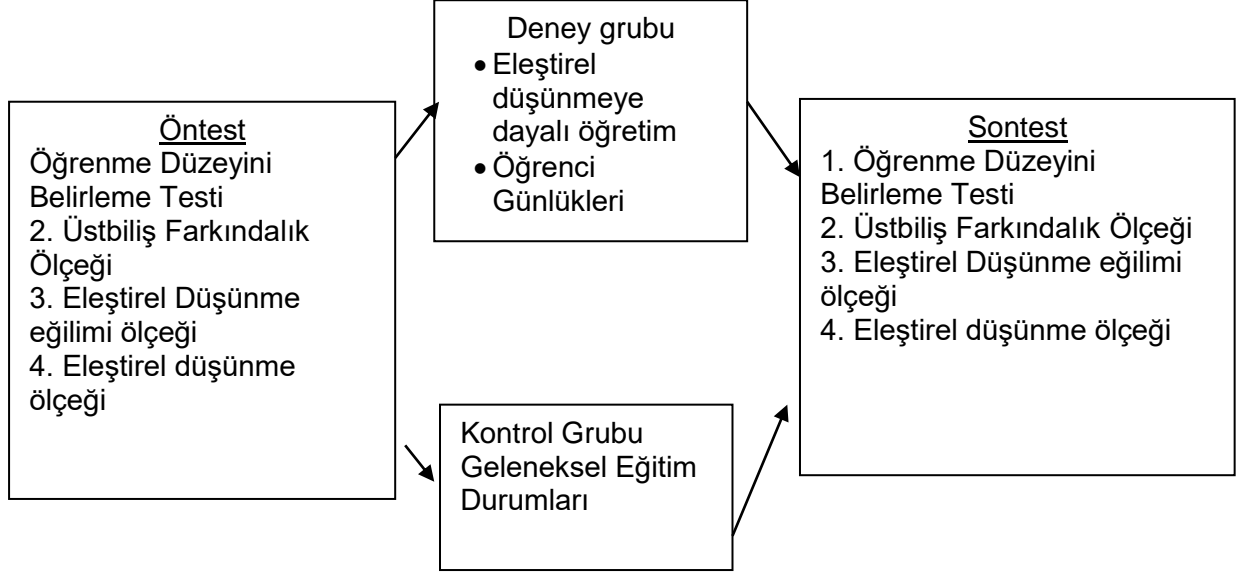 Öntest
Öğrenme Düzeyini
Belirleme Testi
2. Üstbiliş Farkındalık
Ölçeği
3. Eleştirel Düşünme
eğilimi ölçeği
4. Eleştirel düşünme
ölçeği
Deney grubu
• Eleştirel
düşünmeye
dayalı öğretim
• Öğrenci
Günlükleri
Kontrol Grubu
Geleneksel Eğitim
Durumları
Sontest
1. Öğrenme Düzeyini
Belirleme Testi
2. Üstbiliş Farkındalık Ölçeği
3. Eleştirel Düşünme eğilimi
ölçeği
4. Eleştirel düşünme ölçeği